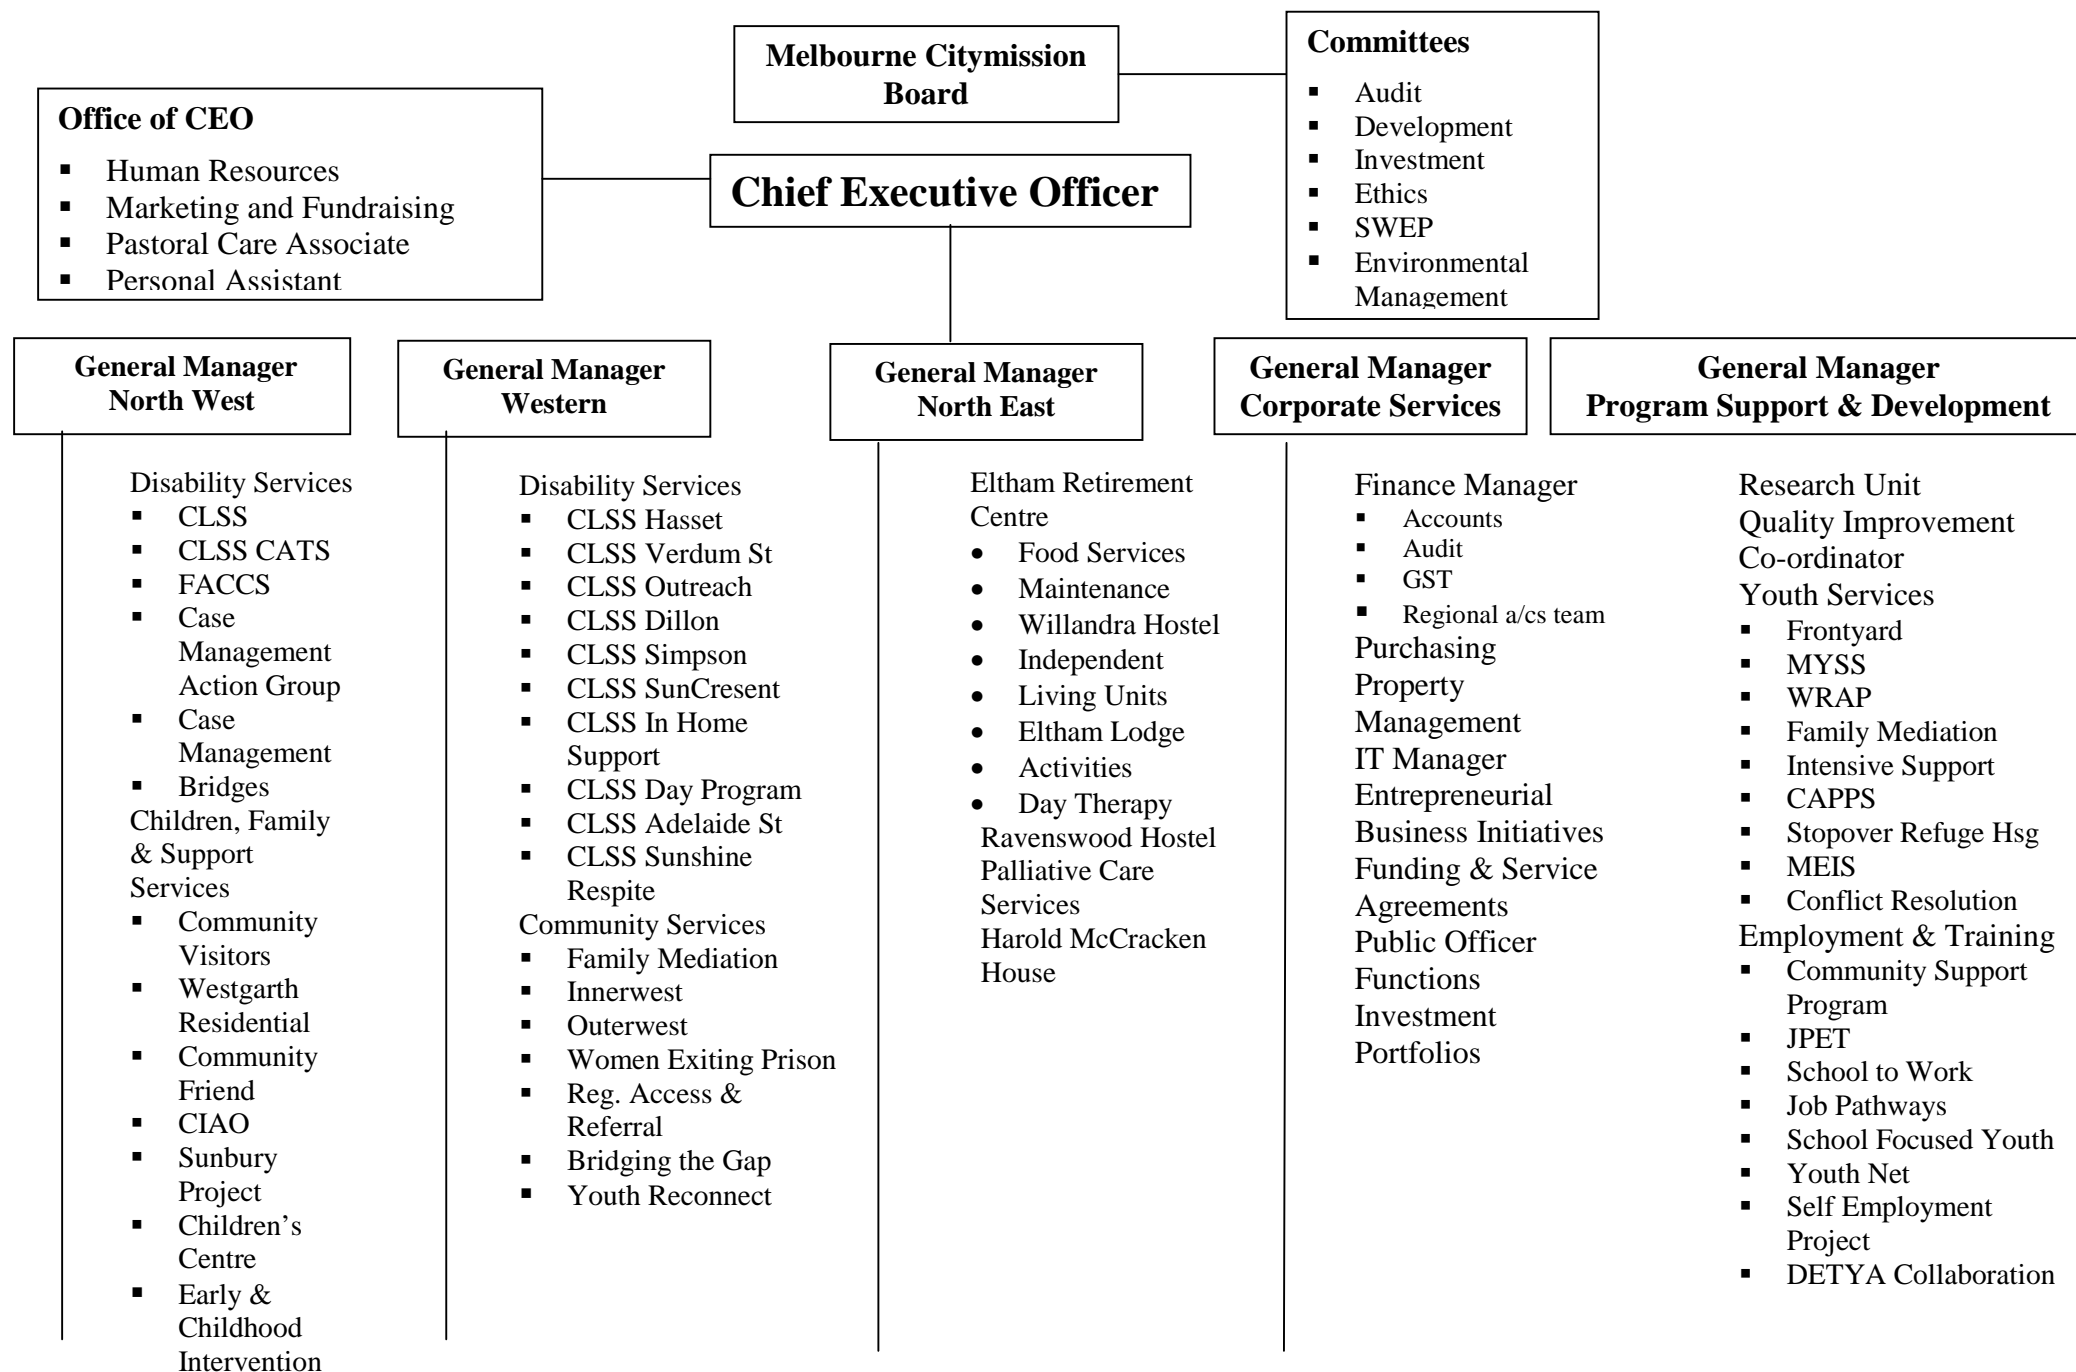 Melbourne Citymission
Board
Committees
▪ Audit
▪ Development
▪ Investment
▪ Ethics
▪ SWEP
▪ Environmental
Management
Office of CEO
▪ Human Resources
▪ Marketing and Fundraising
▪ Pastoral Care Associate
▪ Personal Assistant
Chief Executive Officer
General Manager
North West
General Manager
Western
General Manager
North East
General Manager
Corporate Services
General Manager
Program Support & Development
Disability Services
▪ CLSS
▪ CLSS CATS
▪ FACCS
▪ Case
Management
Action Group
▪ Case
Management
▪ Bridges
Children, Family
& Support
Services
▪ Community
Visitors
▪ Westgarth
Residential
▪ Community
Friend
▪ CIAO
▪ Sunbury
Project
▪ Children’s
Centre
▪ Early &
Childhood
Intervention
Disability Services
▪ CLSS Hasset
▪ CLSS Verdum St
▪ CLSS Outreach
▪ CLSS Dillon
▪ CLSS Simpson
▪ CLSS SunCresent
▪ CLSS In Home
Support
▪ CLSS Day Program
▪ CLSS Adelaide St
▪ CLSS Sunshine
Respite
Community Services
▪ Family Mediation
▪ Innerwest
▪ Outerwest
▪ Women Exiting Prison
▪ Reg. Access &
Referral
▪ Bridging the Gap
▪ Youth Reconnect
Eltham Retirement
Centre
• Food Services
• Maintenance
• Willandra Hostel
• Independent
• Living Units
• Eltham Lodge
• Activities
• Day Therapy
Ravenswood Hostel
Palliative Care
Services
Harold McCracken
House
Finance Manager
▪ Accounts
▪ Audit
▪ GST
▪ Regional a/cs team
Purchasing
Property
Management
IT Manager
Entrepreneurial
Business Initiatives
Funding & Service
Agreements
Public Officer
Functions
Investment
Portfolios
Research Unit
Quality Improvement
Co-ordinator
Youth Services
▪ Frontyard
▪ MYSS
▪ WRAP
▪ Family Mediation
▪ Intensive Support
▪ CAPPS
▪ Stopover Refuge Hsg
▪ MEIS
▪ Conflict Resolution
Employment & Training
▪ Community Support
Program
▪ JPET
▪ School to Work
▪ Job Pathways
▪ School Focused Youth
▪ Youth Net
▪ Self Employment
Project
▪ DETYA Collaboration